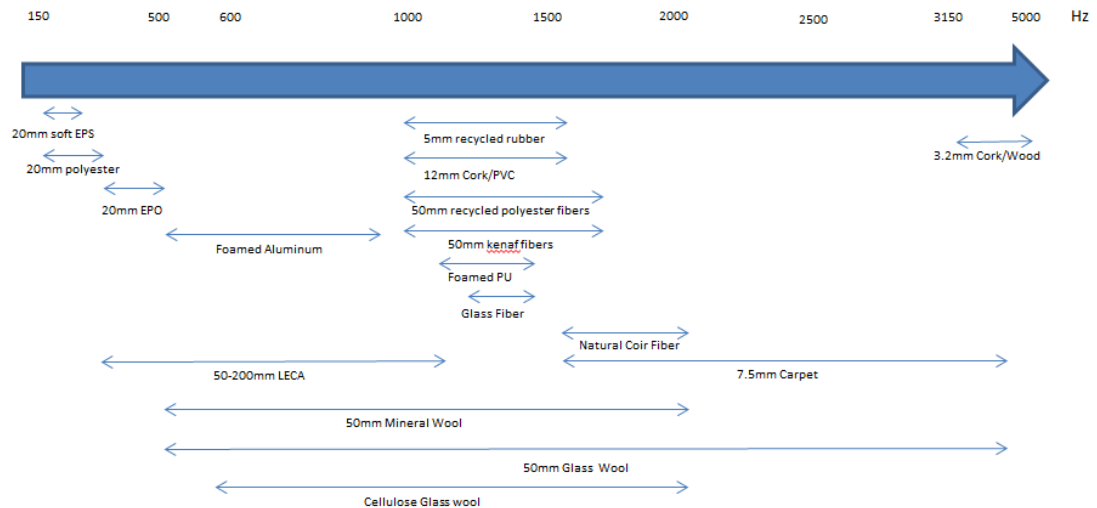 150 500 600 1000 1500 2000 2500 3150 5000 Hz
20mm soft EPS
5mm recycled rubber
3.2mm Cork/Wood
20mm polyester
12mm Cork/PVC
20mm EPO
50mm recycled polyester fibers
Foamed Aluminum
50mm kenaf fibers
Foamed PU
Glass Fiber
Natural Coir Fiber
50-200mm LECA
7.5mm Carpet
50mm Mineral Wool
50mm Glass Wool
Cellulose Glass wool